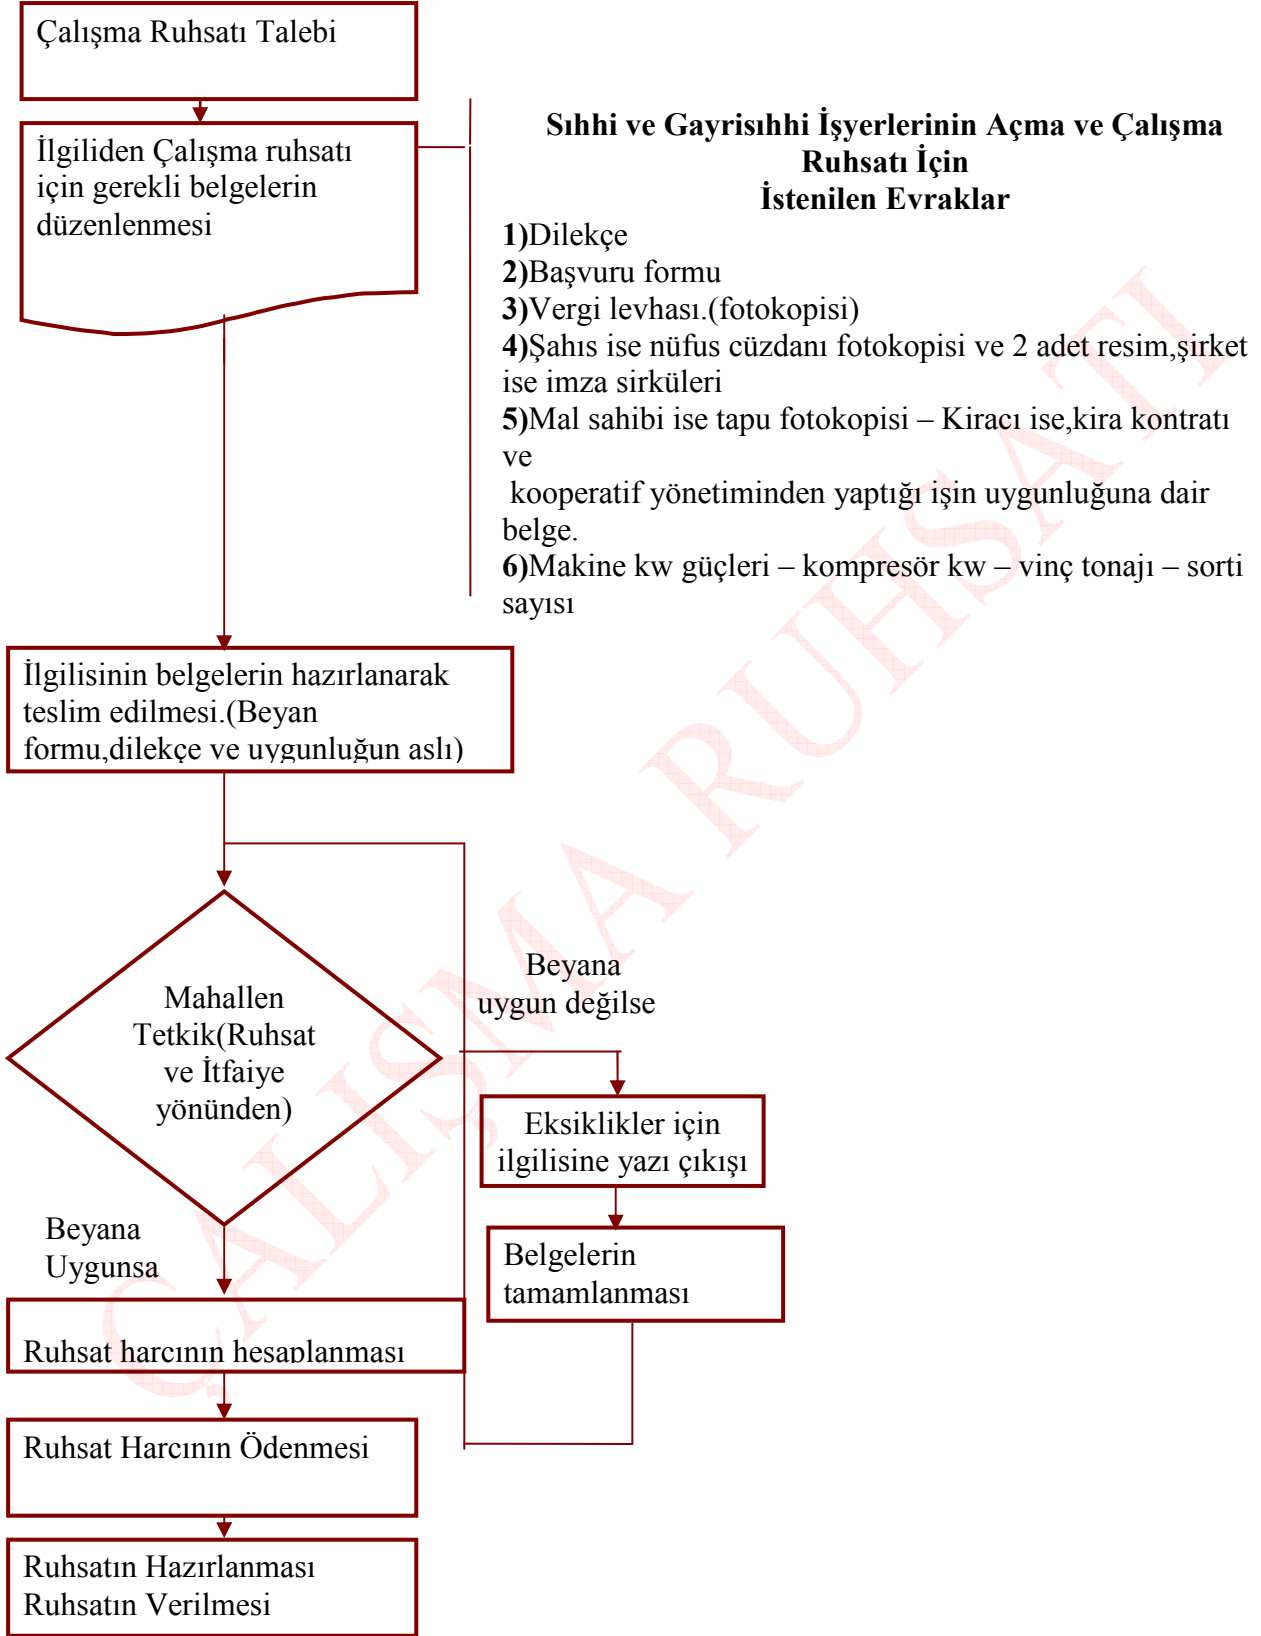 Çalışma Ruhsatı Talebi
İlgiliden Çalışma ruhsatı
için gerekli belgelerin
düzenlenmesi
Sıhhi ve Gayrisıhhi İşyerlerinin Açma ve Çalışma
Ruhsatı İçin
İstenilen Evraklar
1)Dilekçe
2)Başvuru formu
3)Vergi levhası.(fotokopisi)
4)Şahıs ise nüfus cüzdanı fotokopisi ve 2 adet resim,şirket
ise imza sirküleri
5)Mal sahibi ise tapu fotokopisi – Kiracı ise,kira kontratı
ve
kooperatif yönetiminden yaptığı işin uygunluğuna dair
belge.
6)Makine kw güçleri – kompresör kw – vinç tonajı – sorti
sayısı
İlgilisinin belgelerin hazırlanarak
teslim edilmesi.(Beyan
formu,dilekçe ve uygunluğun aslı)
Mahallen
Tetkik(Ruhsat
ve İtfaiye
yönünden)
Beyana
uygun değilse
Eksiklikler için
ilgilisine yazı çıkışı
Belgelerin
tamamlanması
Beyana
Uygunsa
Ruhsat harcının hesaplanması
Ruhsat Harcının Ödenmesi
Ruhsatın Hazırlanması
Ruhsatın Verilmesi
ÇALIŞMA RUHSATI